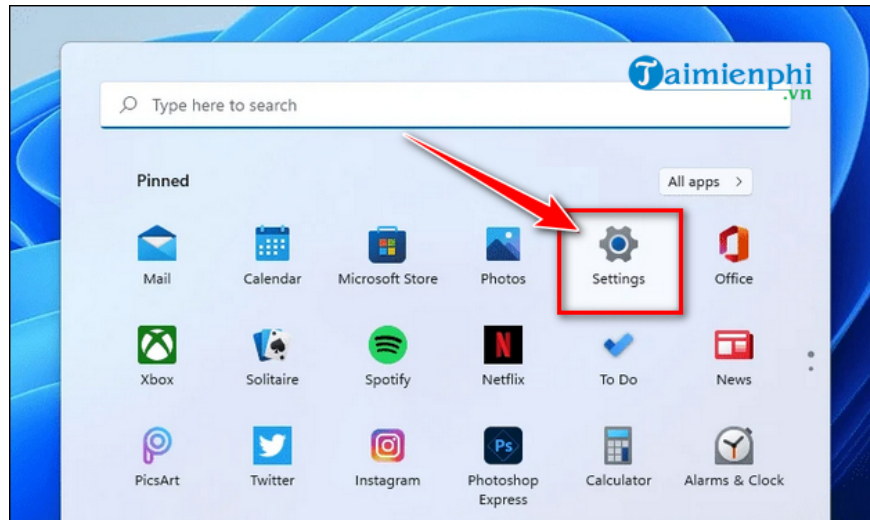 Taimienphi
.vn
Type here to search
Pinned
All apps >
Mail
Calendar
Microsoft Store
Photos
Settings
Office
Xbox
Solitaire
Spotify
Netflix
To Do
News
PicsArt
Twitter
Instagram
Photoshop
Express
Calculator
Alarms & Clock
Ps